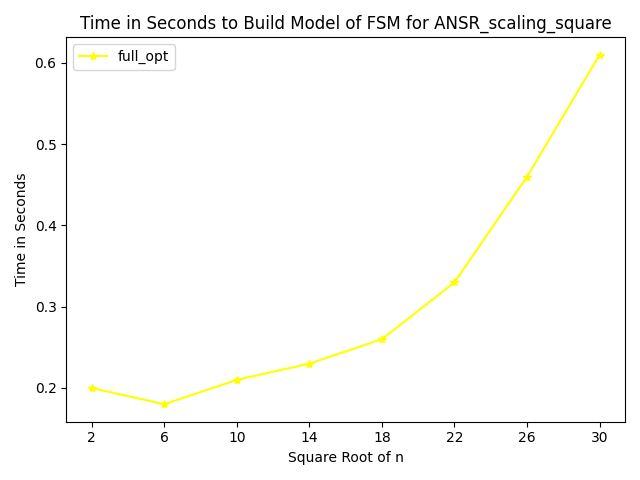 Time in Seconds to Build Model of FSM for ANSR_scaling_square
full_opt
0.6
0.5
0.4
0.3
0.2
Time in Seconds
2 6 10 14 18 22 26 30
Square Root of n